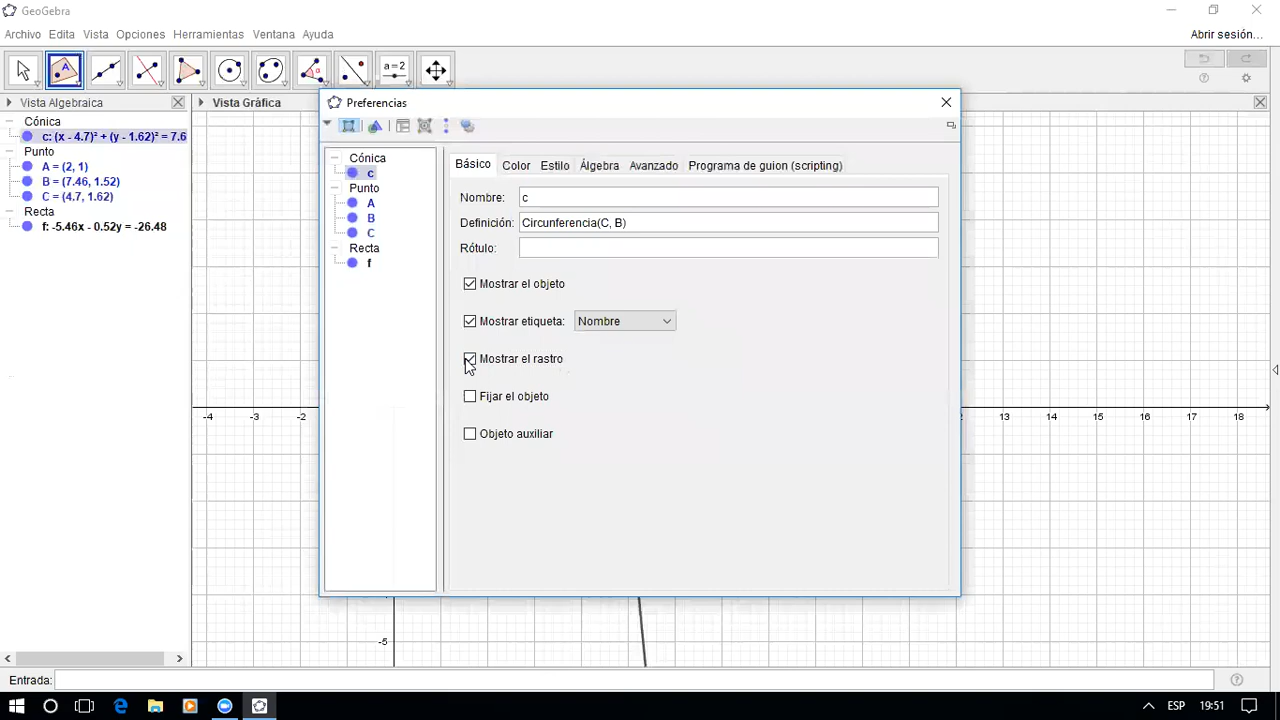 GeoGebra
Archivo Edita Vista Opciones Herramientas Ventana Ayuda
Abrir sesión...
A
a = 2
Vista Algebraica
Vista Gráfica
Cónica
c: (x - 4.7)² + (y - 1.62)² = 7.6
Punto
A = (2, 1)
B = (7.46, 1.52)
C = (4.7, 1.62)
Recta
f: -5.46x - 0.52y = -26.48
Preferencias
Cónica
c
Punto
A
B
C
Recta
f
Básico Color Estilo Álgebra Avanzado Programa de guion (scripting)
Nombre: c
Definición: Circunferencia(C, B)
Rótulo:
Mostrar el objeto
Mostrar etiqueta: Nombre
Mostrar el rastro
Fijar el objeto
Objeto auxiliar
-4 -3 -2 13 14 15 16 17 18
-5
Entrada:
ESP 19:51